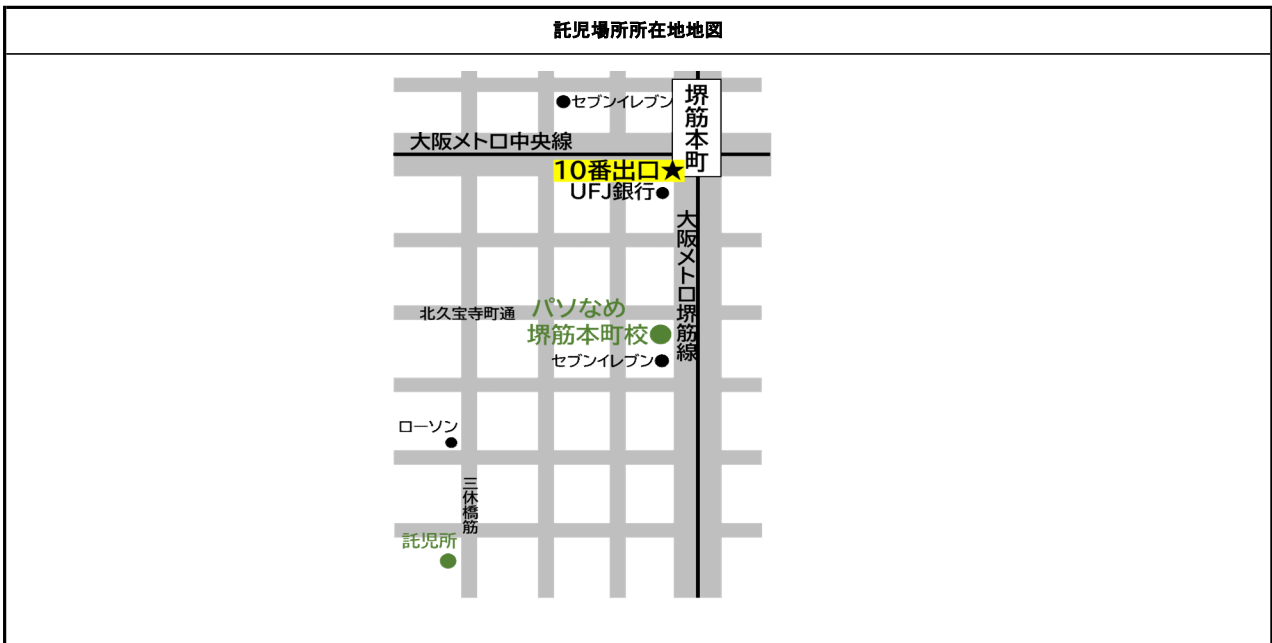 託児場所所在地地図
●セブンイレブン
堺筋本町
大阪メトロ中央線
10番出口★
UFJ銀行●
大阪メトロ堺筋線
北久宝寺町通
パソなめ
堺筋本町校●
セブンイレブン●
ローソン
三休橋筋
託児所